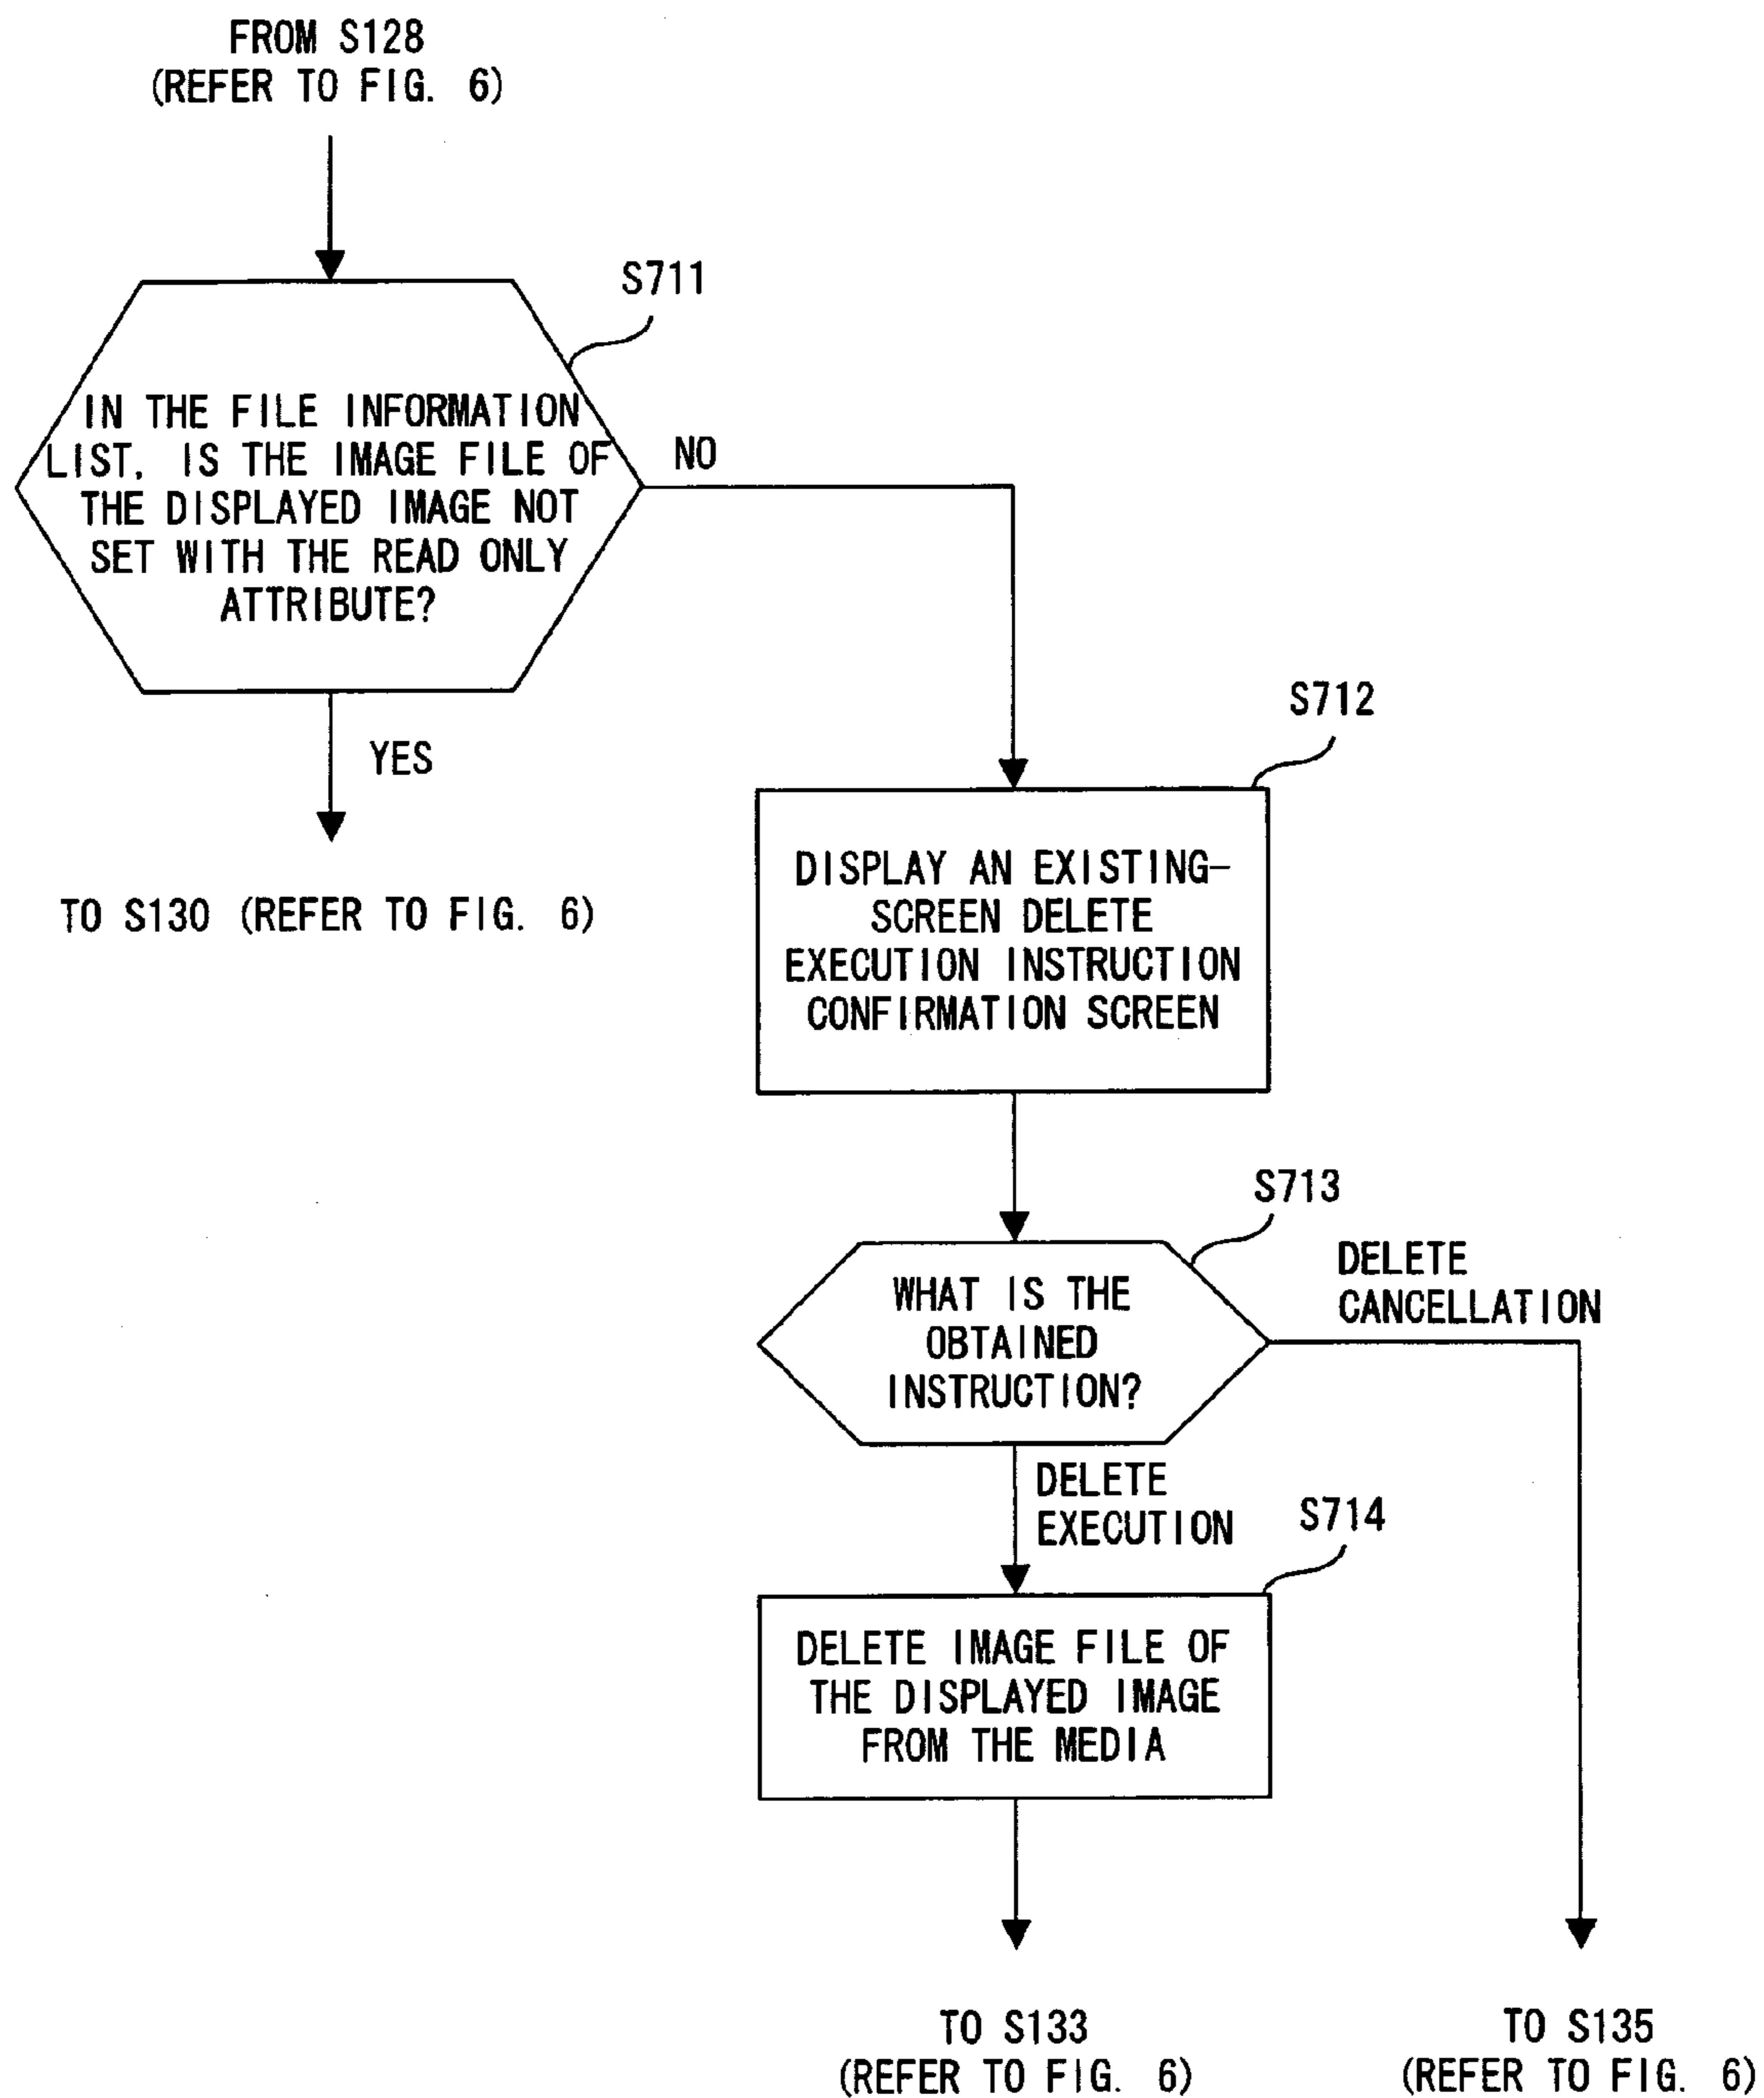 FROM S128
(REFER TO FIG. 6)
S711
IN THE FILE INFORMATION
LIST, IS THE IMAGE FILE OF
THE DISPLAYED IMAGE NOT
SET WITH THE READ ONLY
ATTRIBUTE?
NO
YES
TO S130 (REFER TO FIG. 6)
S712
DISPLAY AN EXISTING-
SCREEN DELETE
EXECUTION INSTRUCTION
CONFIRMATION SCREEN
S713
WHAT IS THE
OBTAINED
INSTRUCTION?
DELETE
CANCELLATION
DELETE
EXECUTION
S714
DELETE IMAGE FILE OF
THE DISPLAYED IMAGE
FROM THE MEDIA
TO S133
(REFER TO FIG. 6)
TO S135
(REFER TO FIG. 6)